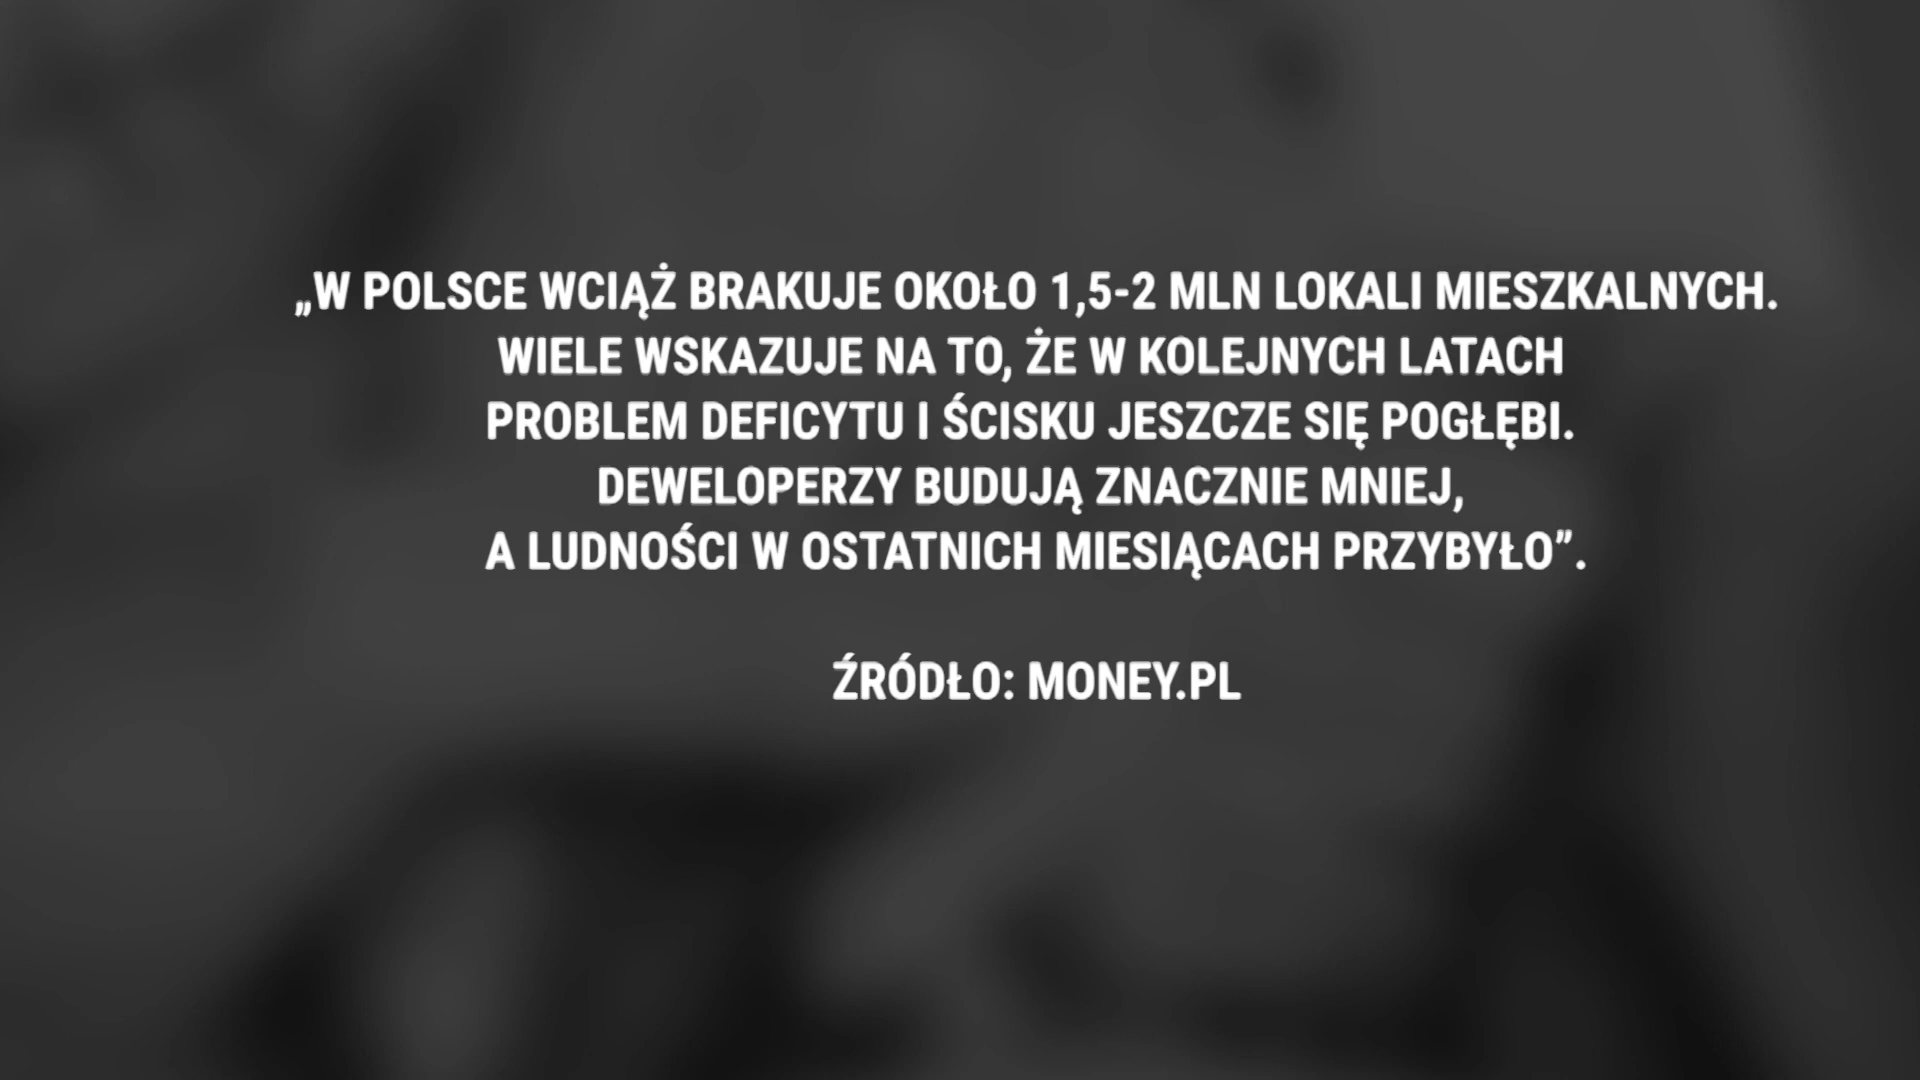 „W POLSCE WCIĄŻ BRAKUJE OKOŁO 1,5-2 MLN LOKALI MIESZKALNYCH.
WIELE WSKAZUJE NA TO, ŻE W KOLEJNYCH LATACH
PROBLEM DEFICYTU I ŚCISKU JESZCZE SIĘ POGŁĘBI.
DEWELOPERZY BUDUJĄ ZNACZNIE MNIEJ,
A LUDNOŚCI W OSTATNICH MIESIĄCACH PRZYBYŁO”.
ŹRÓDŁO: MONEY.PL